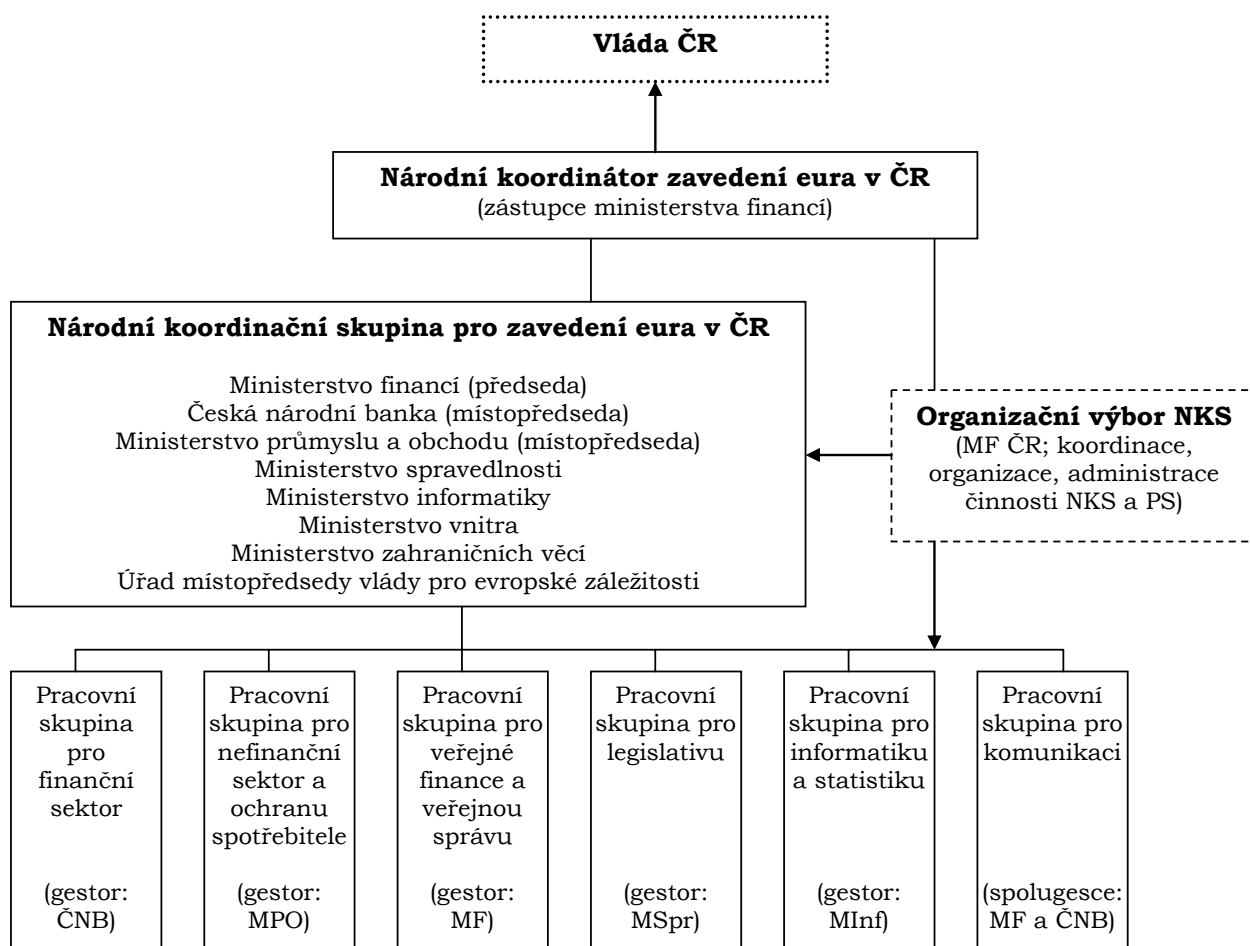 Vláda ČR
Národní koordinátor zavedení eura v ČR
(zástupce ministerstva financí)
Národní koordinační skupina pro zavedení eura v ČR
Ministerstvo financí (předseda)
Česká národní banka (místopředseda)
Ministerstvo průmyslu a obchodu (místopředseda)
Ministerstvo spravedlnosti
Ministerstvo informatiky
Ministerstvo vnitra
Ministerstvo zahraničních věcí
Úřad místopředsedy vlády pro evropské záležitosti
Organizační výbor NKS
(MF ČR; koordinace,
organizace, administrace
činnosti NKS a PS)
Pracovní
skupina
pro
finanční
sektor
(gestor:
ČNB)
Pracovní
skupina pro
nefinanční
sektor a
ochranu
spotřebitele
(gestor:
MPO)
Pracovní
skupina pro
veřejné
finance a
veřejnou
správu
(gestor:
MF)
Pracovní
skupina pro
legislativu
(gestor:
MSpr)
Pracovní
skupina pro
informatiku
a statistiku
(gestor:
MInf)
Pracovní
skupina pro
komunikaci
(spolugesce:
MF a ČNB)